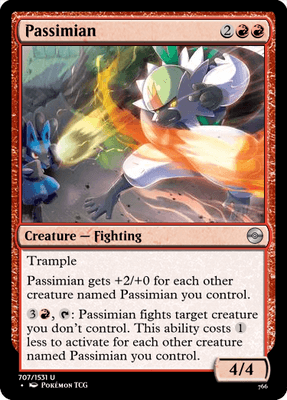 Passimian 2
Creature — Fighting
Trample
Passimian gets +2/+0 for each other
creature named Passimian you control.
3, : Passimian fights target creature
you don't control. This ability costs 1
less to activate for each other creature
named Passimian you control.
4/4
707/1531 U
• Pokémon TCG
766